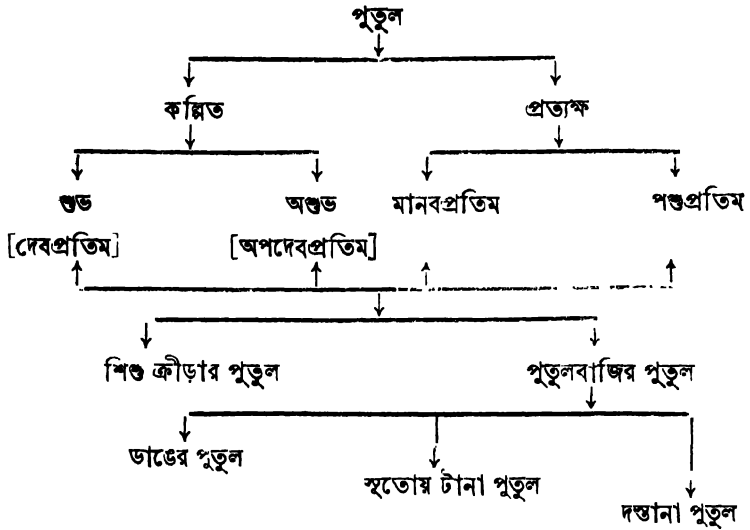 পুতুল
কল্পিত প্রত্যক্ষ
শুভ অশুভ মানবপ্রতিম পশুপ্রতিম
[দেবপ্রতিম] [অপদেবপ্রতিম]
শিশু ক্রীড়ার পুতুল পুতুলবাজির পুতুল
ডাঙের পুতুল
সুতোয় টানা পুতুল
দস্তানা পুতুল